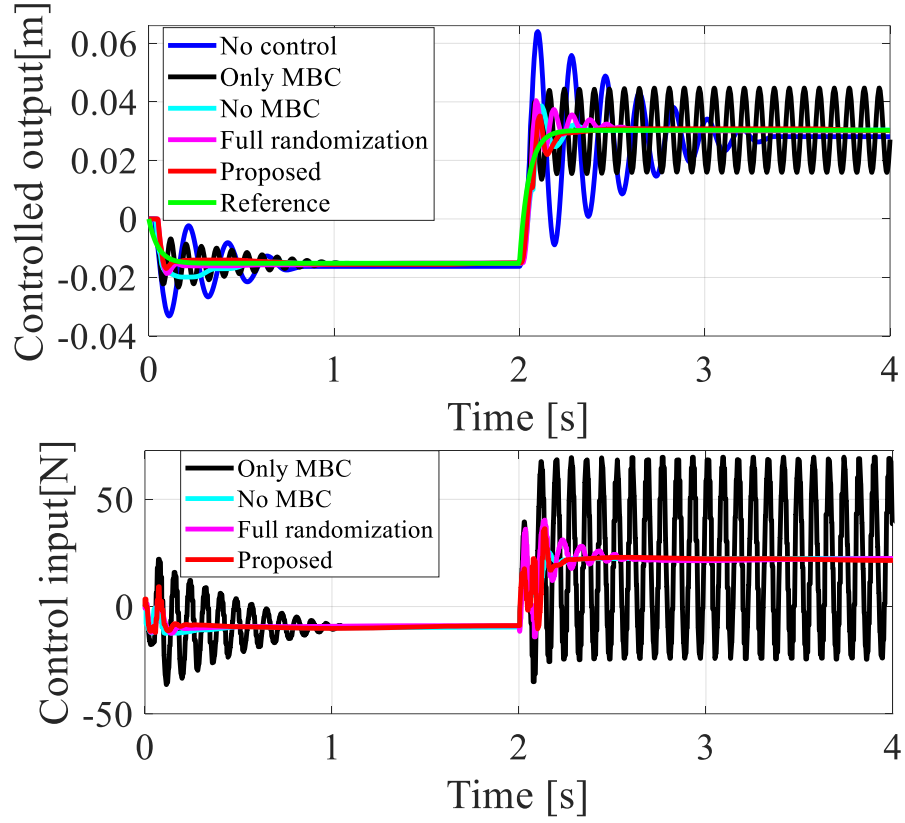 Controlled output[m]
0.06
0.04
0.02
0
-0.02
-0.04
No control
Only MBC
No MBC
Full randomization
Proposed
Reference
0 1 2 3 4
Time [s]
Control input[N]
50
0
-50
Only MBC
No MBC
Full randomization
Proposed
0 1 2 3 4
Time [s]